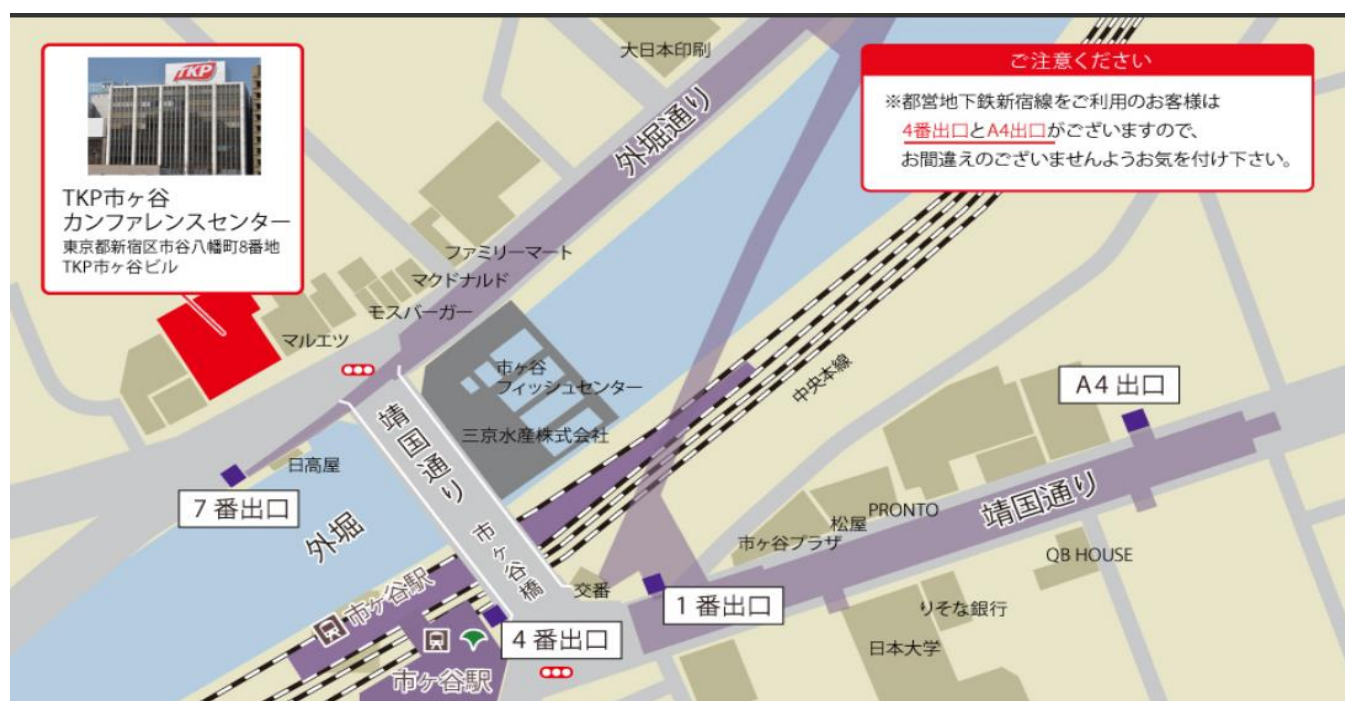 TKP
TKP市ヶ谷
カンファレンスセンター
東京都新宿区市谷八幡町8番地
TKP市ヶ谷ビル
大日本印刷
ご注意ください
※都営地下鉄新宿線をご利用のお客様は
4番出口とA4出口がございますので、
お間違えのございませんようお気を付け下さい。
外堀通り
ファミリーマート
マクドナルド
モスバーガー
マルエツ
市ヶ谷
フィッシュセンター
三京水産株式会社
中央本線
A4 出口
靖国通り
日高屋
7 番出口
外堀
市ヶ谷橋
靖国通り
PRONTO
松屋
市ヶ谷プラザ
QB HOUSE
市ヶ谷駅
交番
1 番出口
りそな銀行
4 番出口
日本大学
市ヶ谷駅